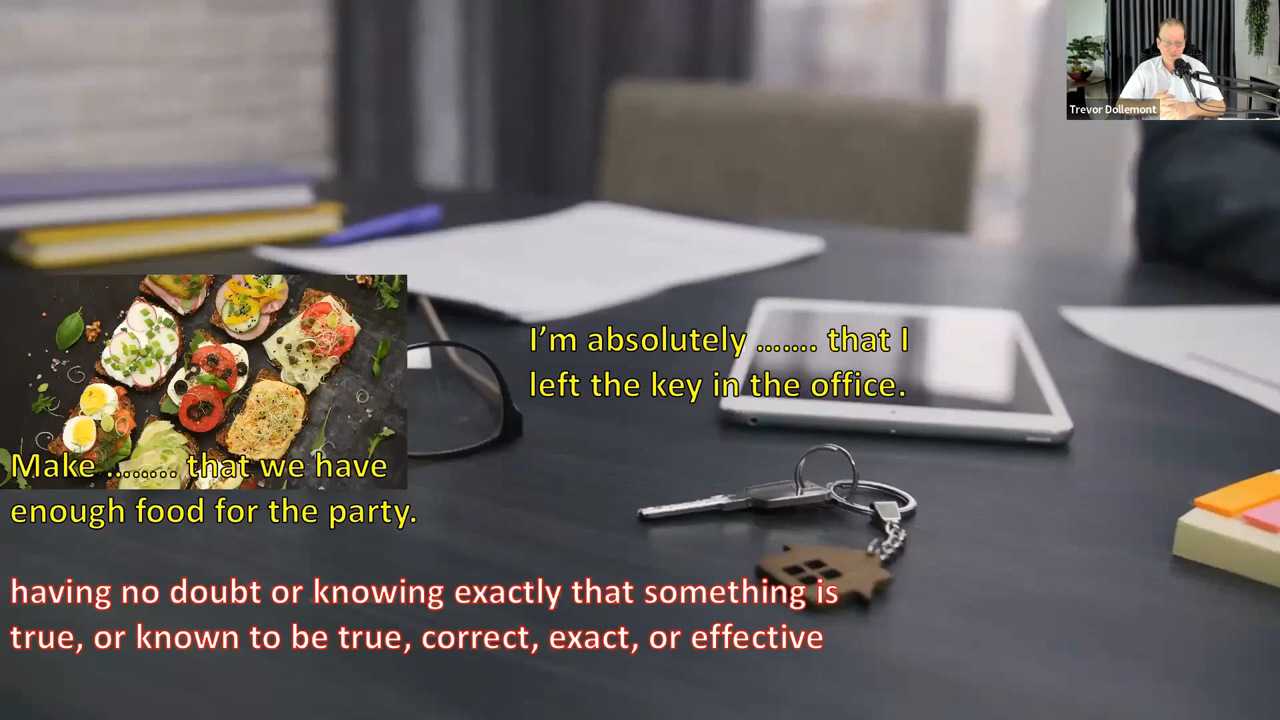 Trevor Dollemont
I’m absolutely ....... that I
left the key in the office.
Make ........ that we have
enough food for the party.
having no doubt or knowing exactly that something is
true, or known to be true, correct, exact, or effective